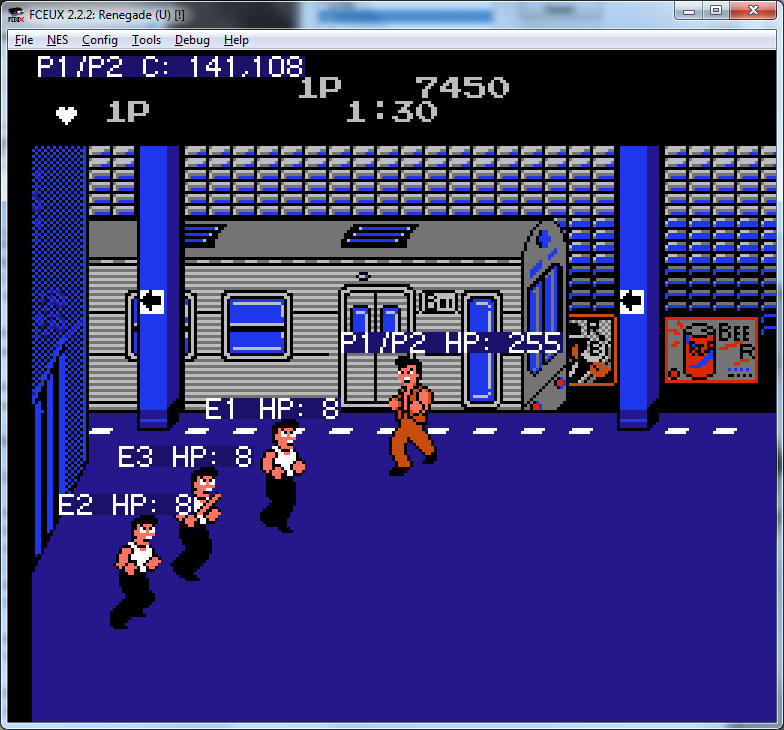 FCEUX 2.2.2: Renegade (U) [!]
File NES Config Tools Debug Help
P1/P2 C: 141,108
1P 7450
1P 1:30
P1/P2 HP: 255
BEE
R
E1 HP: 8
E3 HP: 8
E2 HP: 8